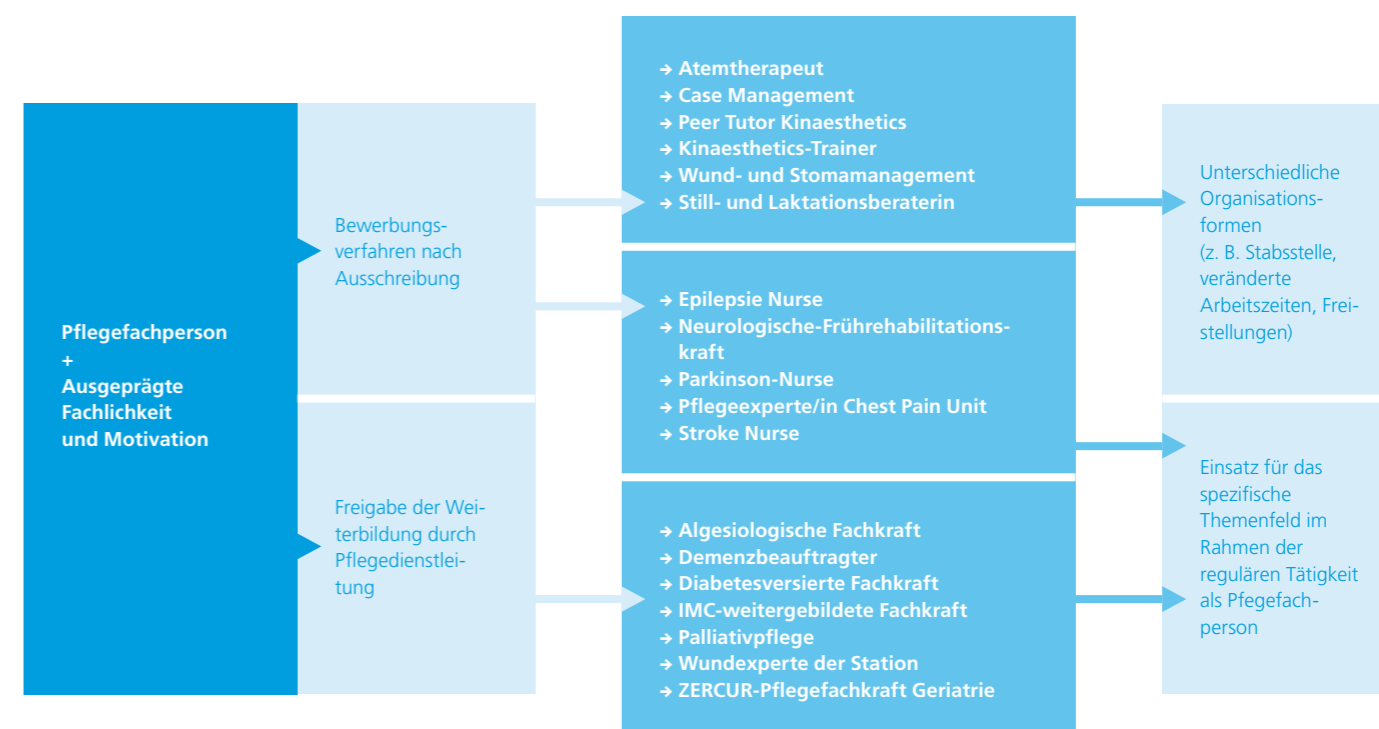 Pflegefachperson
+
Ausgeprägte
Fachlichkeit
und Motivation
Bewerbungs-
verfahren nach
Ausschreibung
Freigabe der Wei-
terbildung durch
Pflegedienstlei-
tung
→ Atemtherapeut
→ Case Management
→ Peer Tutor Kinaesthetics
→ Kinaesthetics-Trainer
→ Wund- und Stomamanagement
→ Still- und Laktationsberaterin
→ Epilepsie Nurse
→ Neurologische-Frührehabilitations-
kraft
→ Parkinson-Nurse
→ Pflegeexperte/in Chest Pain Unit
→ Stroke Nurse
→ Algesiologische Fachkraft
→ Demenzbeauftragter
→ Diabetesversierte Fachkraft
→ IMC-weitergebildete Fachkraft
→ Palliativpflege
→ Wundexperte der Station
→ ZERCUR-Pflegefachkraft Geriatrie
Unterschiedliche
Organisations-
formen
(z. B. Stabsstelle,
veränderte
Arbeitszeiten, Frei-
stellungen)
Einsatz für das
spezifische
Themenfeld im
Rahmen der
regulären Tätigkeit
als Pfegefach-
person